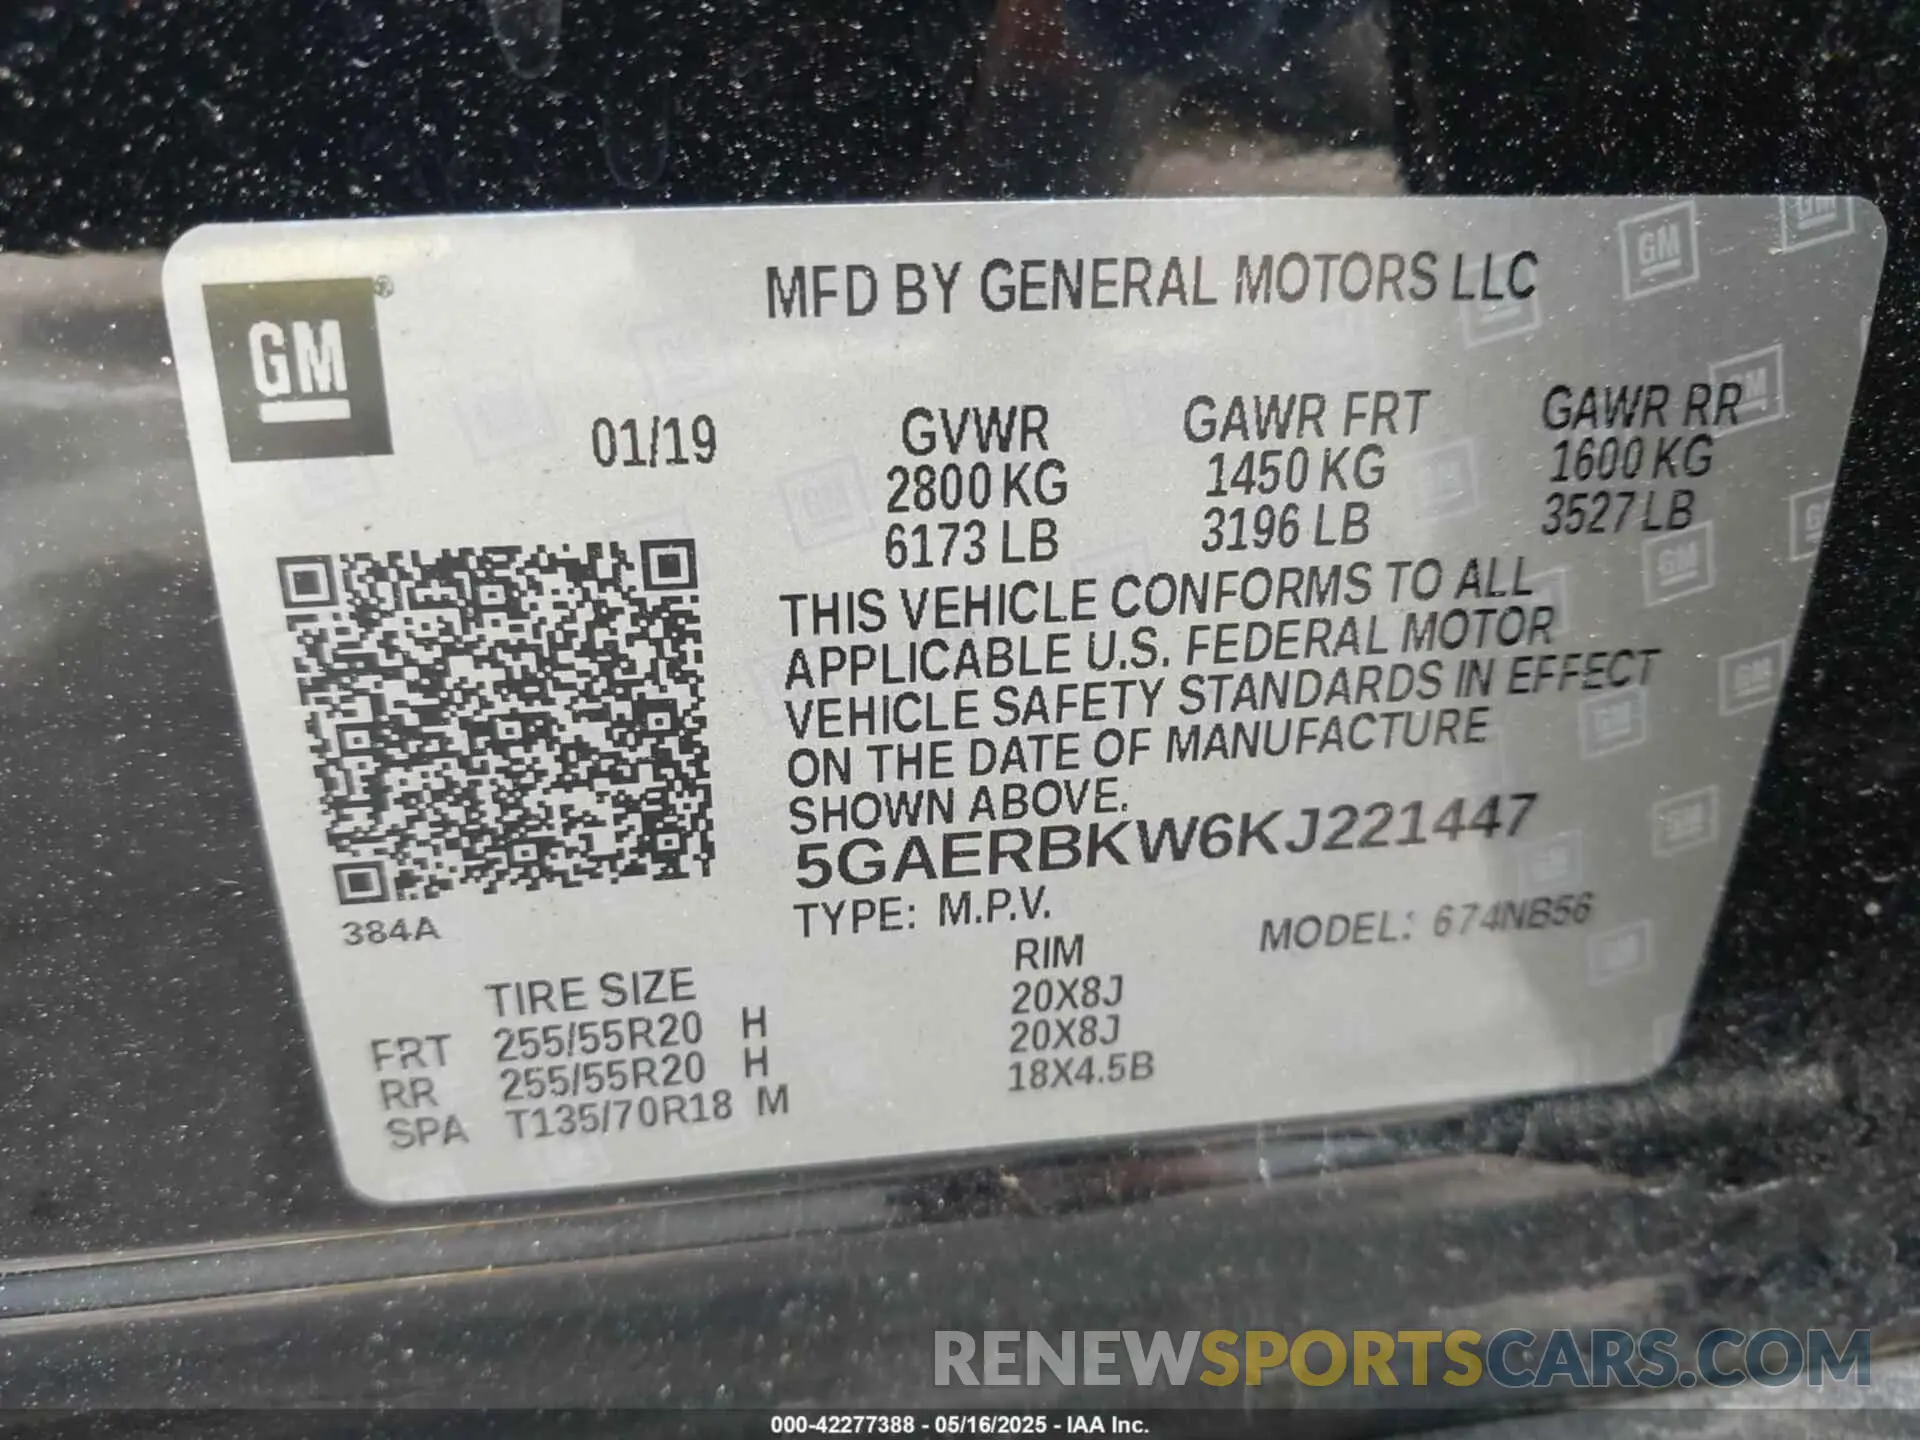 GM®
MFD BY GENERAL MOTORS LLC
01/19
GVWR GAWR FRT GAWR RR
2800 KG 1450 KG 1600 KG
6173 LB 3196 LB 3527 LB
THIS VEHICLE CONFORMS TO ALL
APPLICABLE U.S. FEDERAL MOTOR
VEHICLE SAFETY STANDARDS IN EFFECT
ON THE DATE OF MANUFACTURE
SHOWN ABOVE.
5GAERBKW6KJ221447
384A
TYPE: M.P.V. MODEL: 674NB56
TIRE SIZE RIM
FRT 255/55R20 H 20X8J
RR 255/55R20 H 20X8J
SPA T135/70R18 M 18X4.5B
RENEWSPORTSCARS.COM
000-42277388 - 05/16/2025 - IAA Inc.